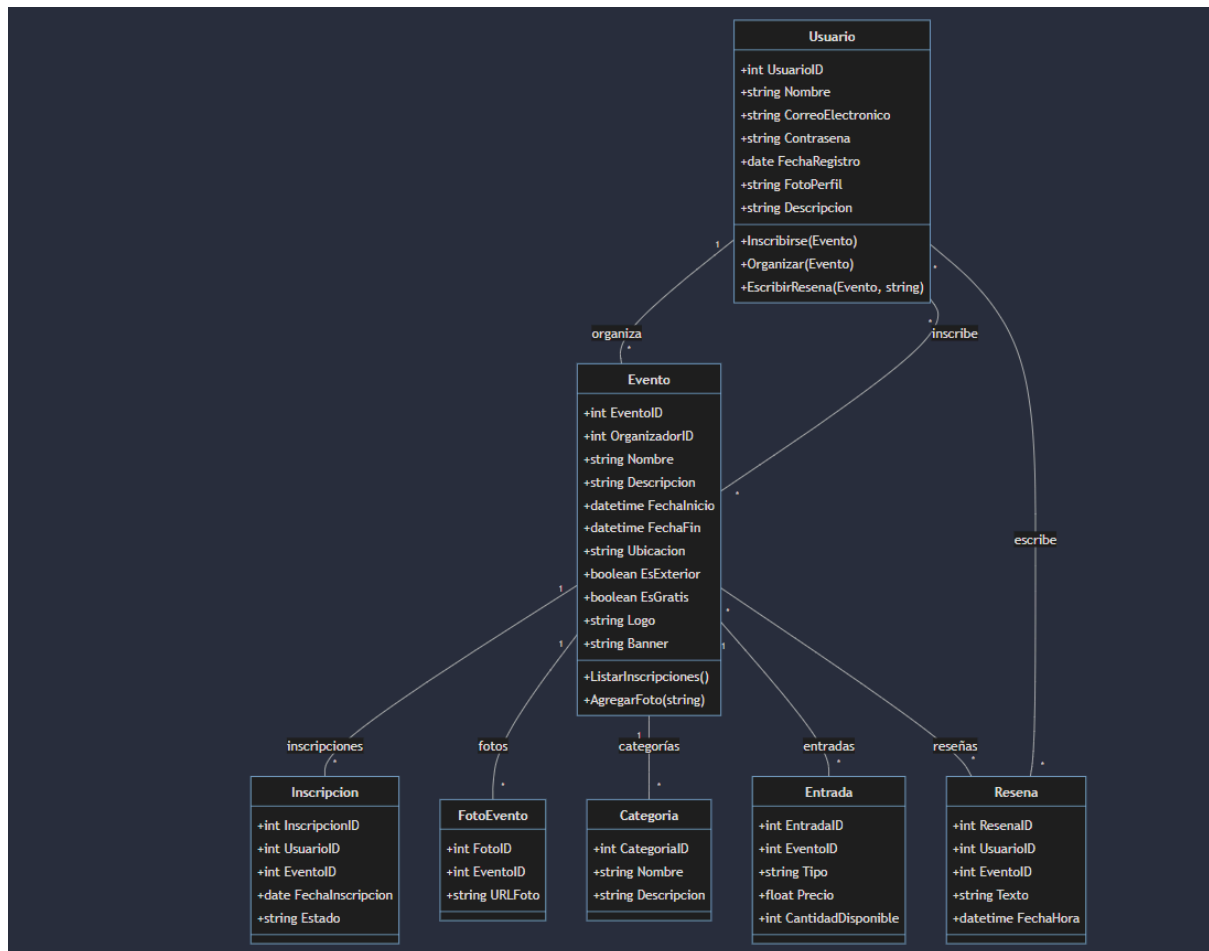 Usuario
+int UsuarioID
+string Nombre
+string CorreoElectronico
+string Contrasena
+date FechaRegistro
+string FotoPerfil
+string Descripcion
+Inscribirse(Evento)
+Organizar(Evento)
+EscribirResena(Evento, string)
1
*
*
organiza
*
inscribe
Evento
+int EventoID
+int OrganizadorID
+string Nombre
+string Descripcion
+datetime FechaInicio
+datetime FechaFin
+string Ubicacion
+boolean EsExterior
+boolean EsGratis
+string Logo
+string Banner
+ListarInscripciones()
+AgregarFoto(string)
*
escribe
1
*
1
1
1
inscripciones
fotos
categorías
entradas
reseñas
*
*
*
*
*
*
Inscripcion
+int InscripcionID
+int UsuarioID
+int EventoID
+date FechaInscripcion
+string Estado
FotoEvento
+int FotoID
+int EventoID
+string URLFoto
Categoria
+int CategoriaID
+string Nombre
+string Descripcion
Entrada
+int EntradaID
+int EventoID
+string Tipo
+float Precio
+int CantidadDisponible
Resena
+int ResenaID
+int UsuarioID
+int EventoID
+string Texto
+datetime FechaHora